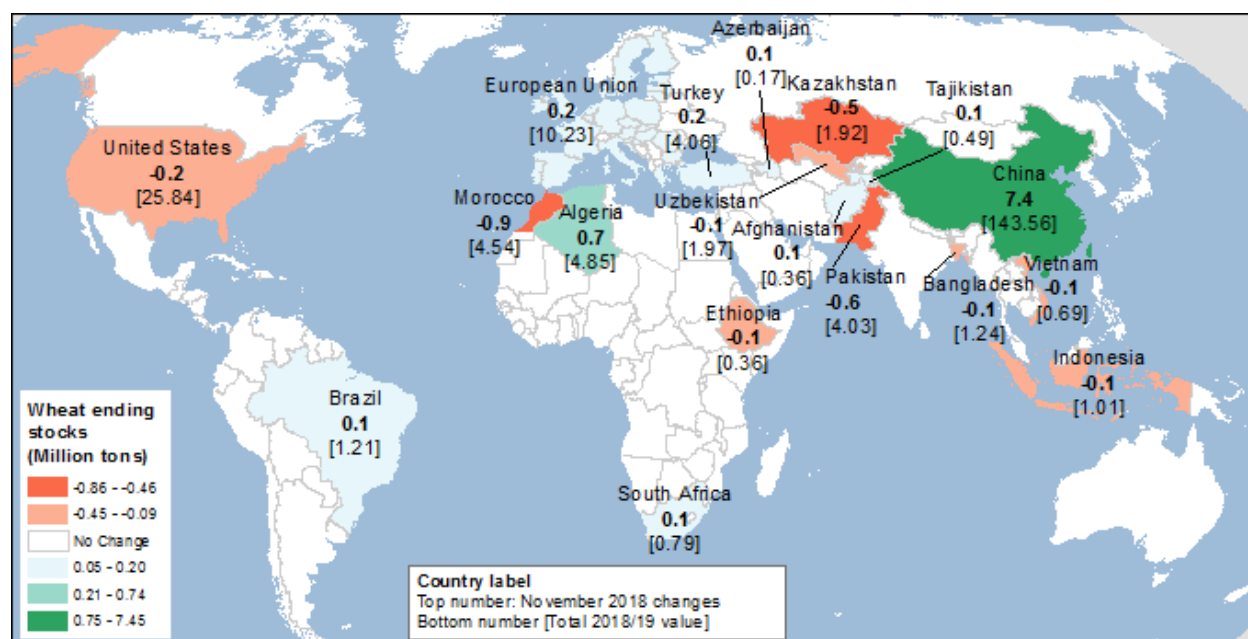 Azerbaijan
0.1
[0.17]
European Union
0.2
[10.23]
Turkey
0.2
[4.06]
Kazakhstan
-0.5
[1.92]
Tajikistan
0.1
[0.49]
United States
-0.2
[25.84]
China
7.4
[143.56]
Morocco
-0.9
[4.54]
Algeria
0.7
[4.85]
Uzbekistan
-0.1
[1.97]
Afghanistan
0.1
[0.36]
Pakistan
-0.6
[4.03]
Bangladesh
-0.1
[1.24]
Vietnam
-0.1
[0.69]
Ethiopia
-0.1
[0.36]
Indonesia
-0.1
[1.01]
Brazil
0.1
[1.21]
South Africa
0.1
[0.79]
Wheat ending
stocks
(Million tons)
-0.86 - -0.46
-0.45 - -0.09
No Change
0.05 - 0.20
0.21 - 0.74
0.75 - 7.45
Country label
Top number: November 2018 changes
Bottom number [Total 2018/19 value]